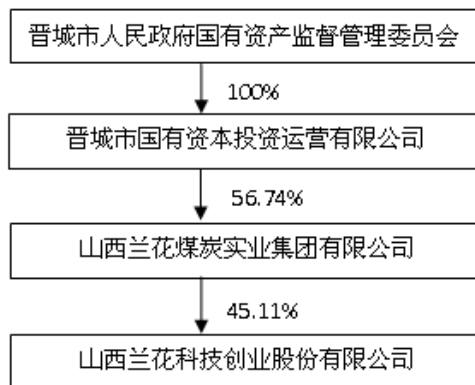 晋城市人民政府国有资产监督管理委员会
100%
晋城市国有资本投资运营有限公司
56.74%
山西兰花煤炭实业集团有限公司
45.11%
山西兰花科技创业股份有限公司